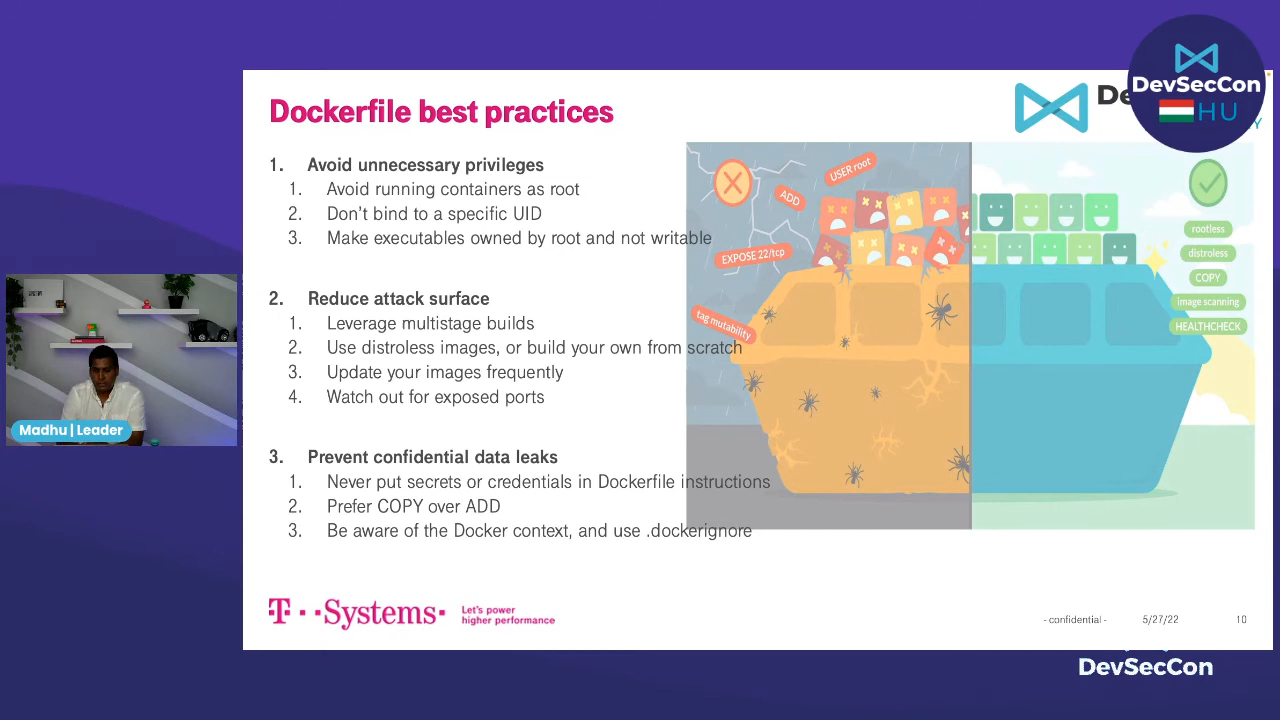 Dockerfile best practices
1. Avoid unnecessary privileges
1. Avoid running containers as root
2. Don't bind to a specific UID
3. Make executables owned by root and not writable
2. Reduce attack surface
1. Leverage multistage builds
2. Use distroless images, or build your own from scratch
3. Update your images frequently
4. Watch out for exposed ports
3. Prevent confidential data leaks
1. Never put secrets or credentials in Dockerfile instructions
2. Prefer COPY over ADD
3. Be aware of the Docker context, and use .dockerignore
USER root
ADD
EXPOSE 22/tcp
tag mutability
rootless
distroless
COPY
image scanning
HEALTHCHECK
DevSecCon
HU
Madhu | Leader
T··Systems·
Let's power
higher performance
- confidential -
5/27/22
10
DevSecCon